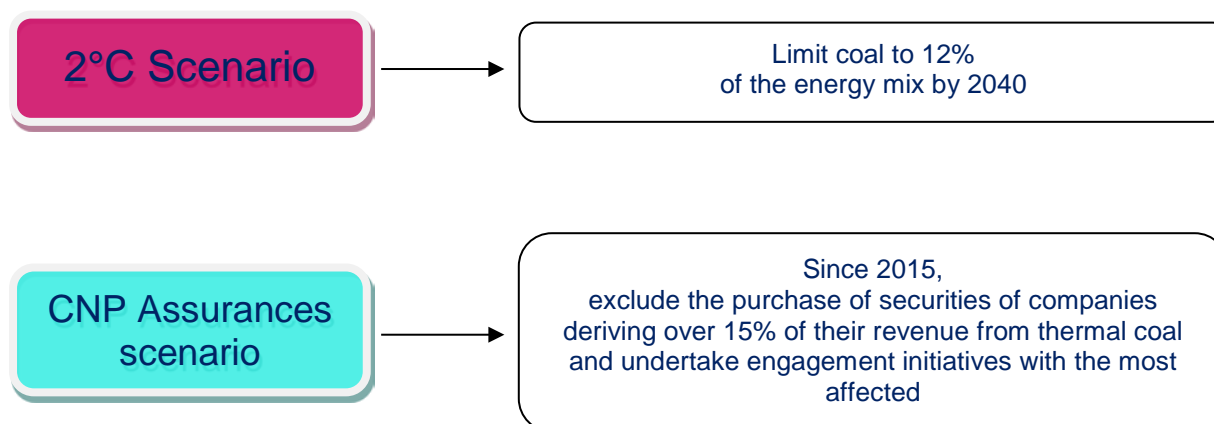 2°C Scenario
Limit coal to 12%
of the energy mix by 2040
CNP Assurances
scenario
Since 2015,
exclude the purchase of securities of companies
deriving over 15% of their revenue from thermal coal
and undertake engagement initiatives with the most
affected